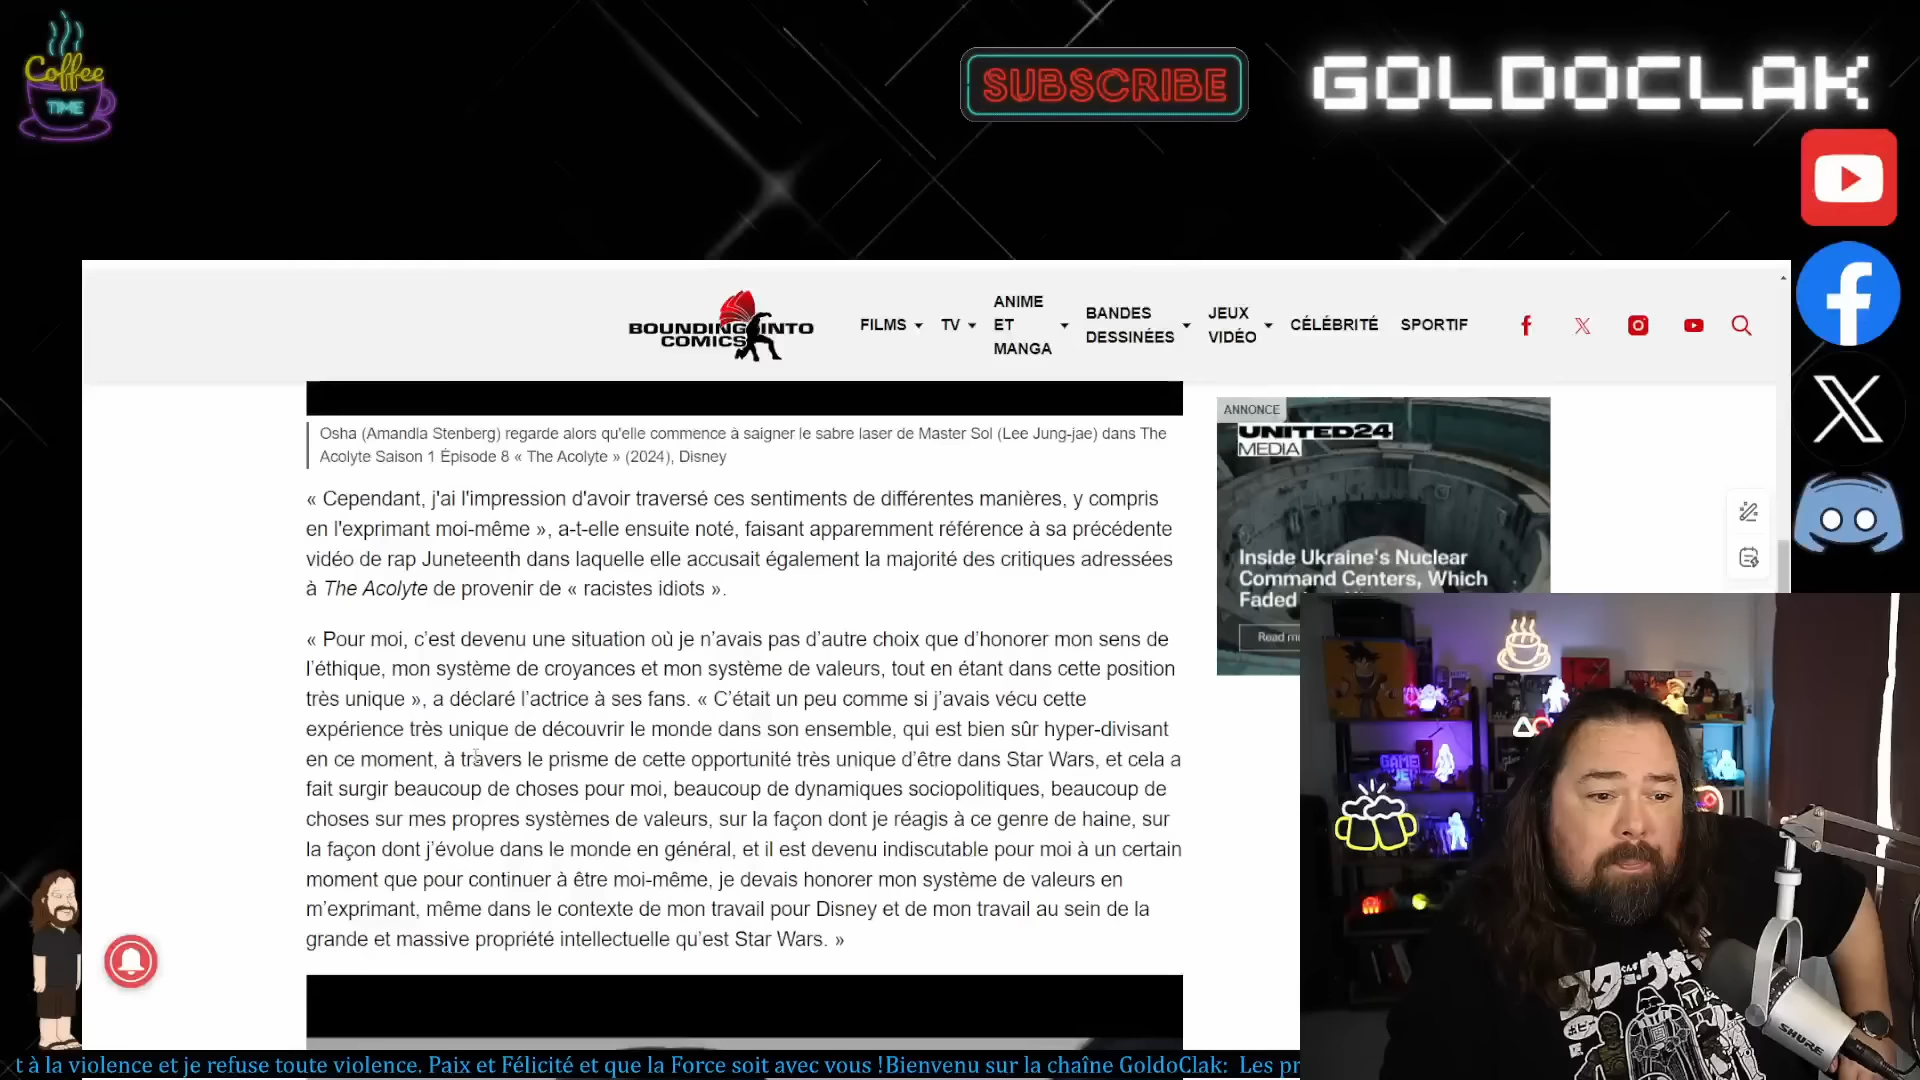 Coffee
TIME
SUBSCRIBE
GOLDOCLAK
BOUNDING INTO
COMICS
FILMS
TV
ANIME
ET
MANGA
BANDES
DESSINÉES
JEUX
VIDÉO
CÉLÉBRITÉ
SPORTIF
Osha (Amandla Stenberg) regarde alors qu'elle commence à saigner le sabre laser de Master Sol (Lee Jung-jae) dans The
Acolyte Saison 1 Épisode 8 « The Acolyte » (2024), Disney
« Cependant, j'ai l'impression d'avoir traversé ces sentiments de différentes manières, y compris
en l'exprimant moi-même », a-t-elle ensuite noté, faisant apparemment référence à sa précédente
vidéo de rap Juneteenth dans laquelle elle accusait également la majorité des critiques adressées
à The Acolyte de provenir de « racistes idiots ».
« Pour moi, c’est devenu une situation où je n’avais pas d’autre choix que d’honorer mon sens de
l’éthique, mon système de croyances et mon système de valeurs, tout en étant dans cette position
très unique », a déclaré l’actrice à ses fans. « C’était un peu comme si j’avais vécu cette
expérience très unique de découvrir le monde dans son ensemble, qui est bien sûr hyper-divisant
en ce moment, à travers le prisme de cette opportunité très unique d’être dans Star Wars, et cela a
fait surgir beaucoup de choses pour moi, beaucoup de dynamiques sociopolitiques, beaucoup de
choses sur mes propres systèmes de valeurs, sur la façon dont je réagis à ce genre de haine, sur
la façon dont j’évolue dans le monde en général, et il est devenu indiscutable pour moi à un certain
moment que pour continuer à être moi-même, je devais honorer mon système de valeurs en
m’exprimant, même dans le contexte de mon travail pour Disney et de mon travail au sein de la
grande et massive propriété intellectuelle qu’est Star Wars. »
ANNONCE
UNITED24
MEDIA
Inside Ukraine's Nuclear
Command Centers, Which
Faded
Read
GAME
SHURE
t à la violence et je refuse toute violence. Paix et Félicité et que la Force soit avec vous !Bienvenu sur la chaîne GoldoClak: Les pr